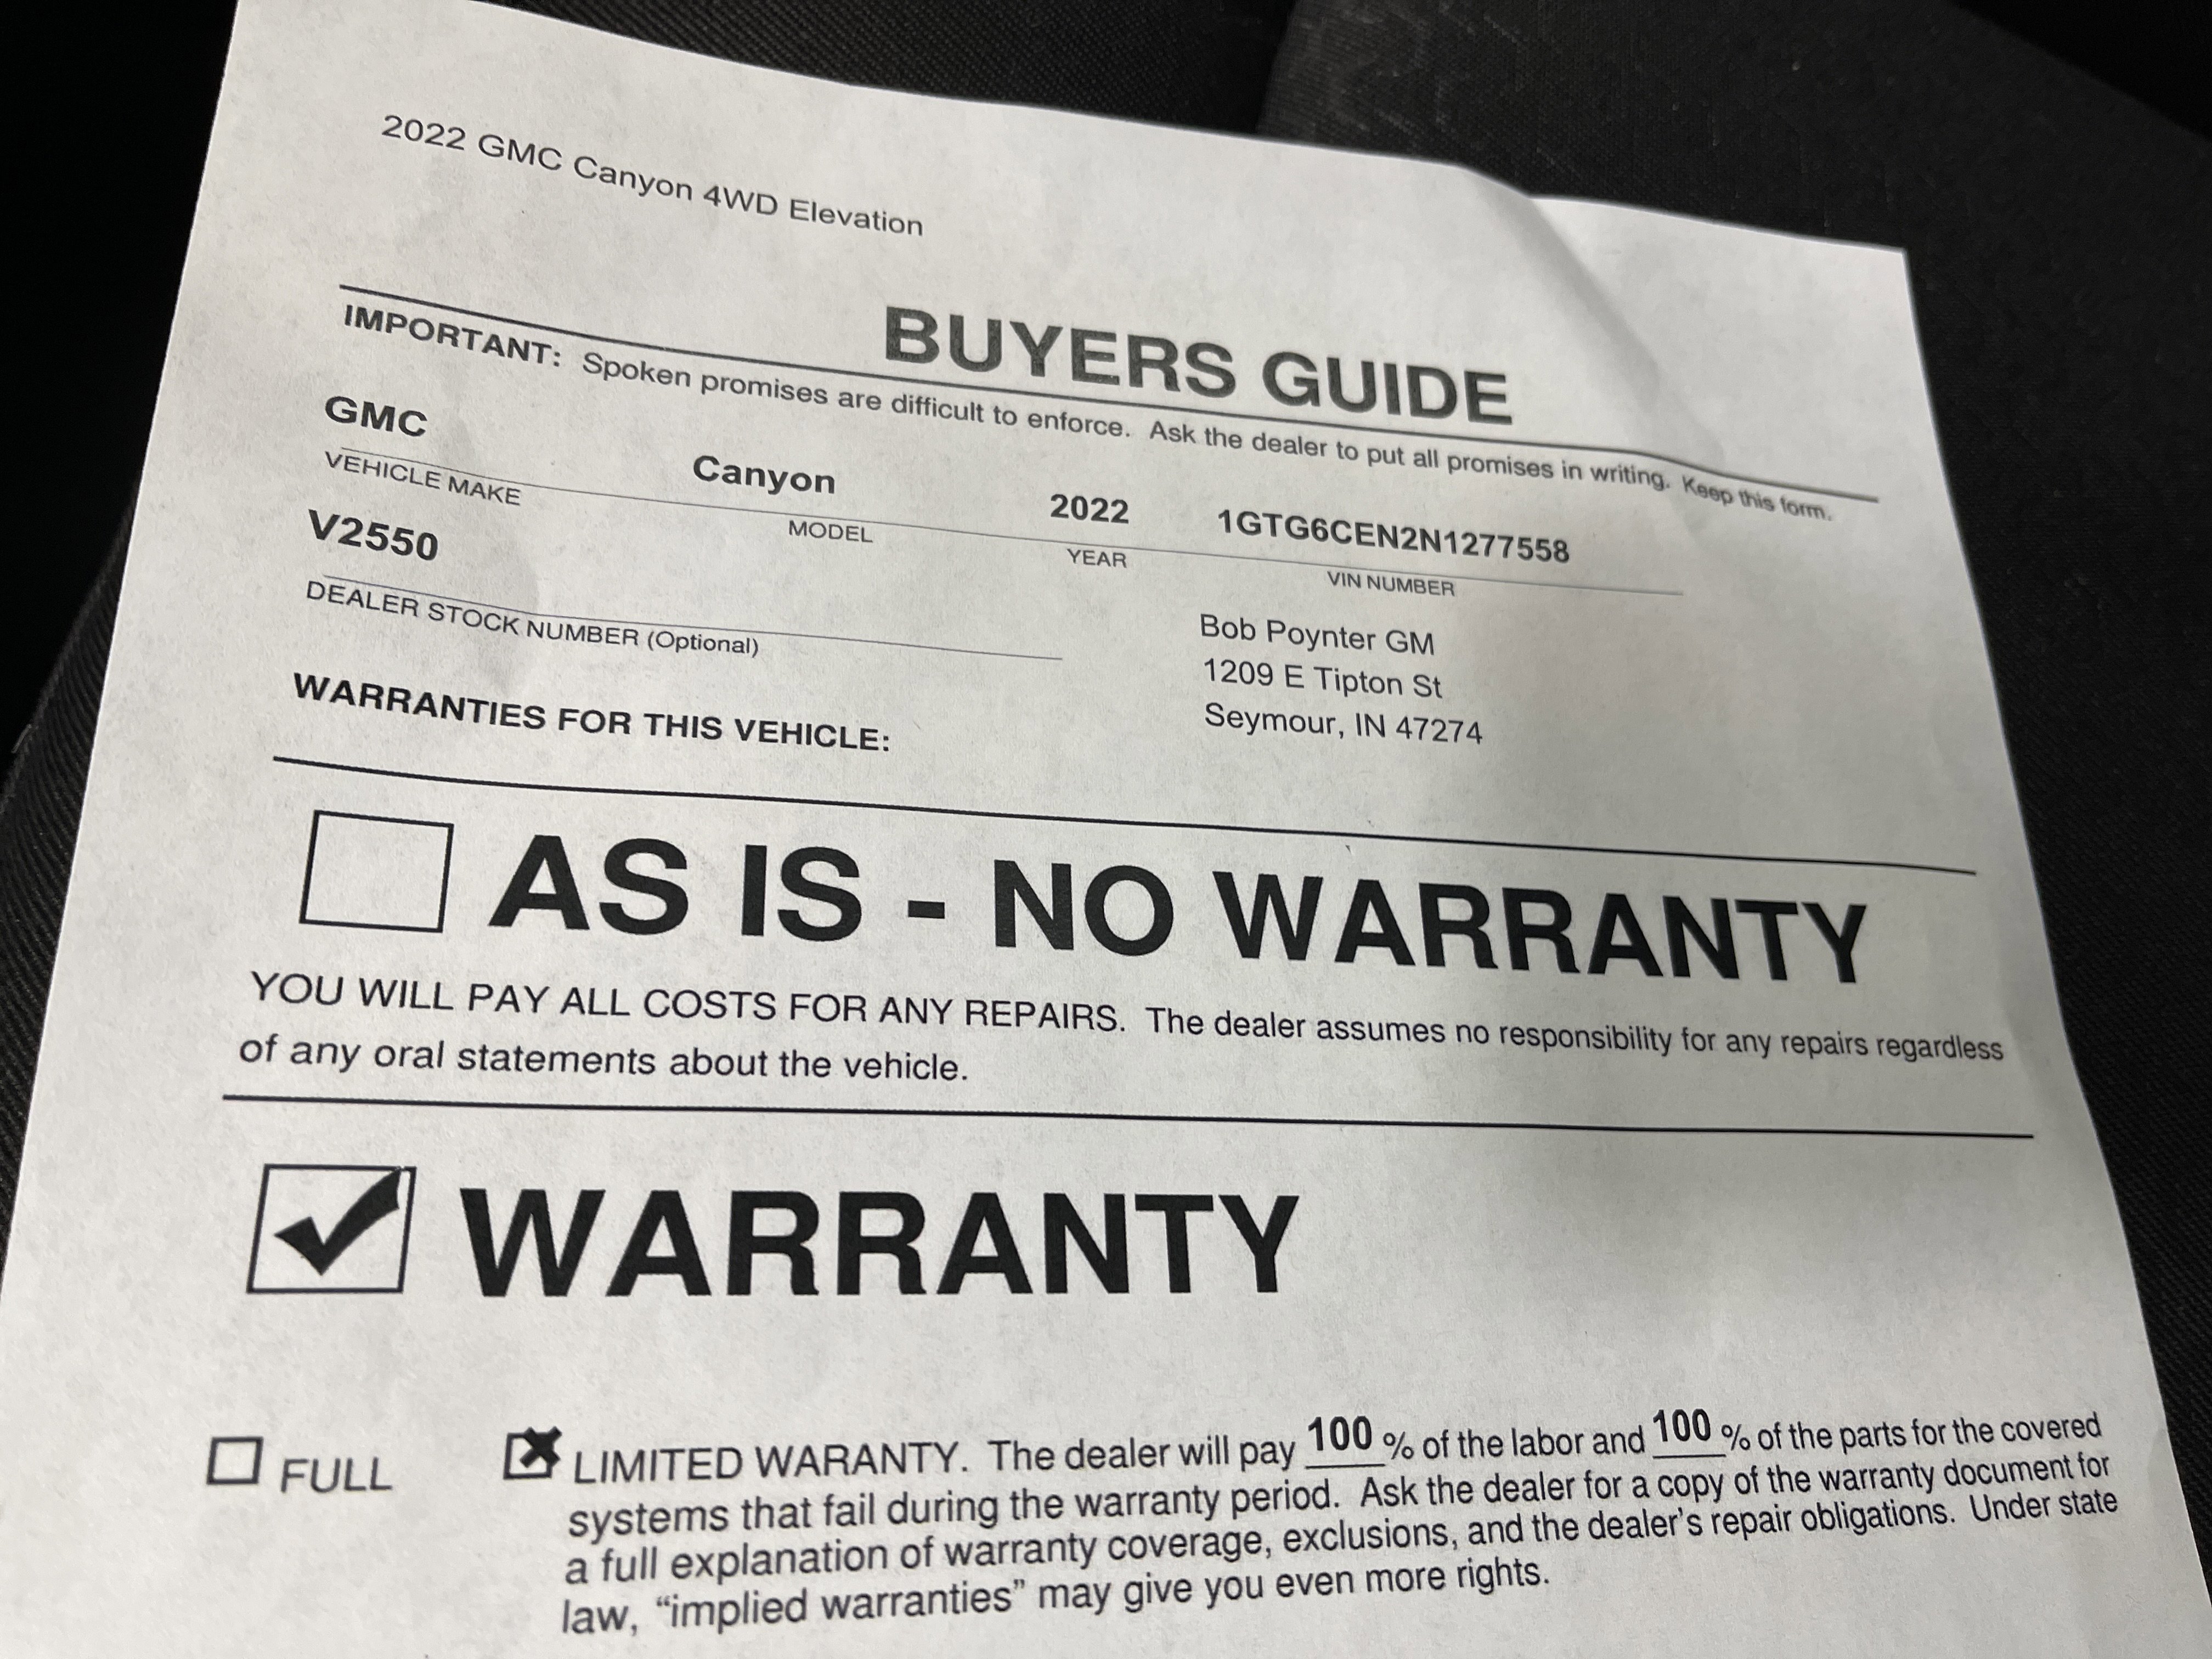 2022 GMC Canyon 4WD Elevation
BUYERS GUIDE
IMPORTANT: Spoken promises are difficult to enforce. Ask the dealer to put all promises in writing. Keep this form.
GMC Canyon 2022 1GTG6CEN2N1277558
VEHICLE MAKE MODEL YEAR VIN NUMBER
V2550
DEALER STOCK NUMBER (Optional)
Bob Poynter GM
1209 E Tipton St
Seymour, IN 47274
WARRANTIES FOR THIS VEHICLE:
AS IS - NO WARRANTY
YOU WILL PAY ALL COSTS FOR ANY REPAIRS. The dealer assumes no responsibility for any repairs regardless
of any oral statements about the vehicle.
WARRANTY
FULL LIMITED WARRANTY. The dealer will pay 100 % of the labor and 100 % of the parts for the covered
systems that fail during the warranty period. Ask the dealer for a copy of the warranty document for
a full explanation of warranty coverage, exclusions, and the dealer's repair obligations. Under state
law, “implied warranties” may give you even more rights.